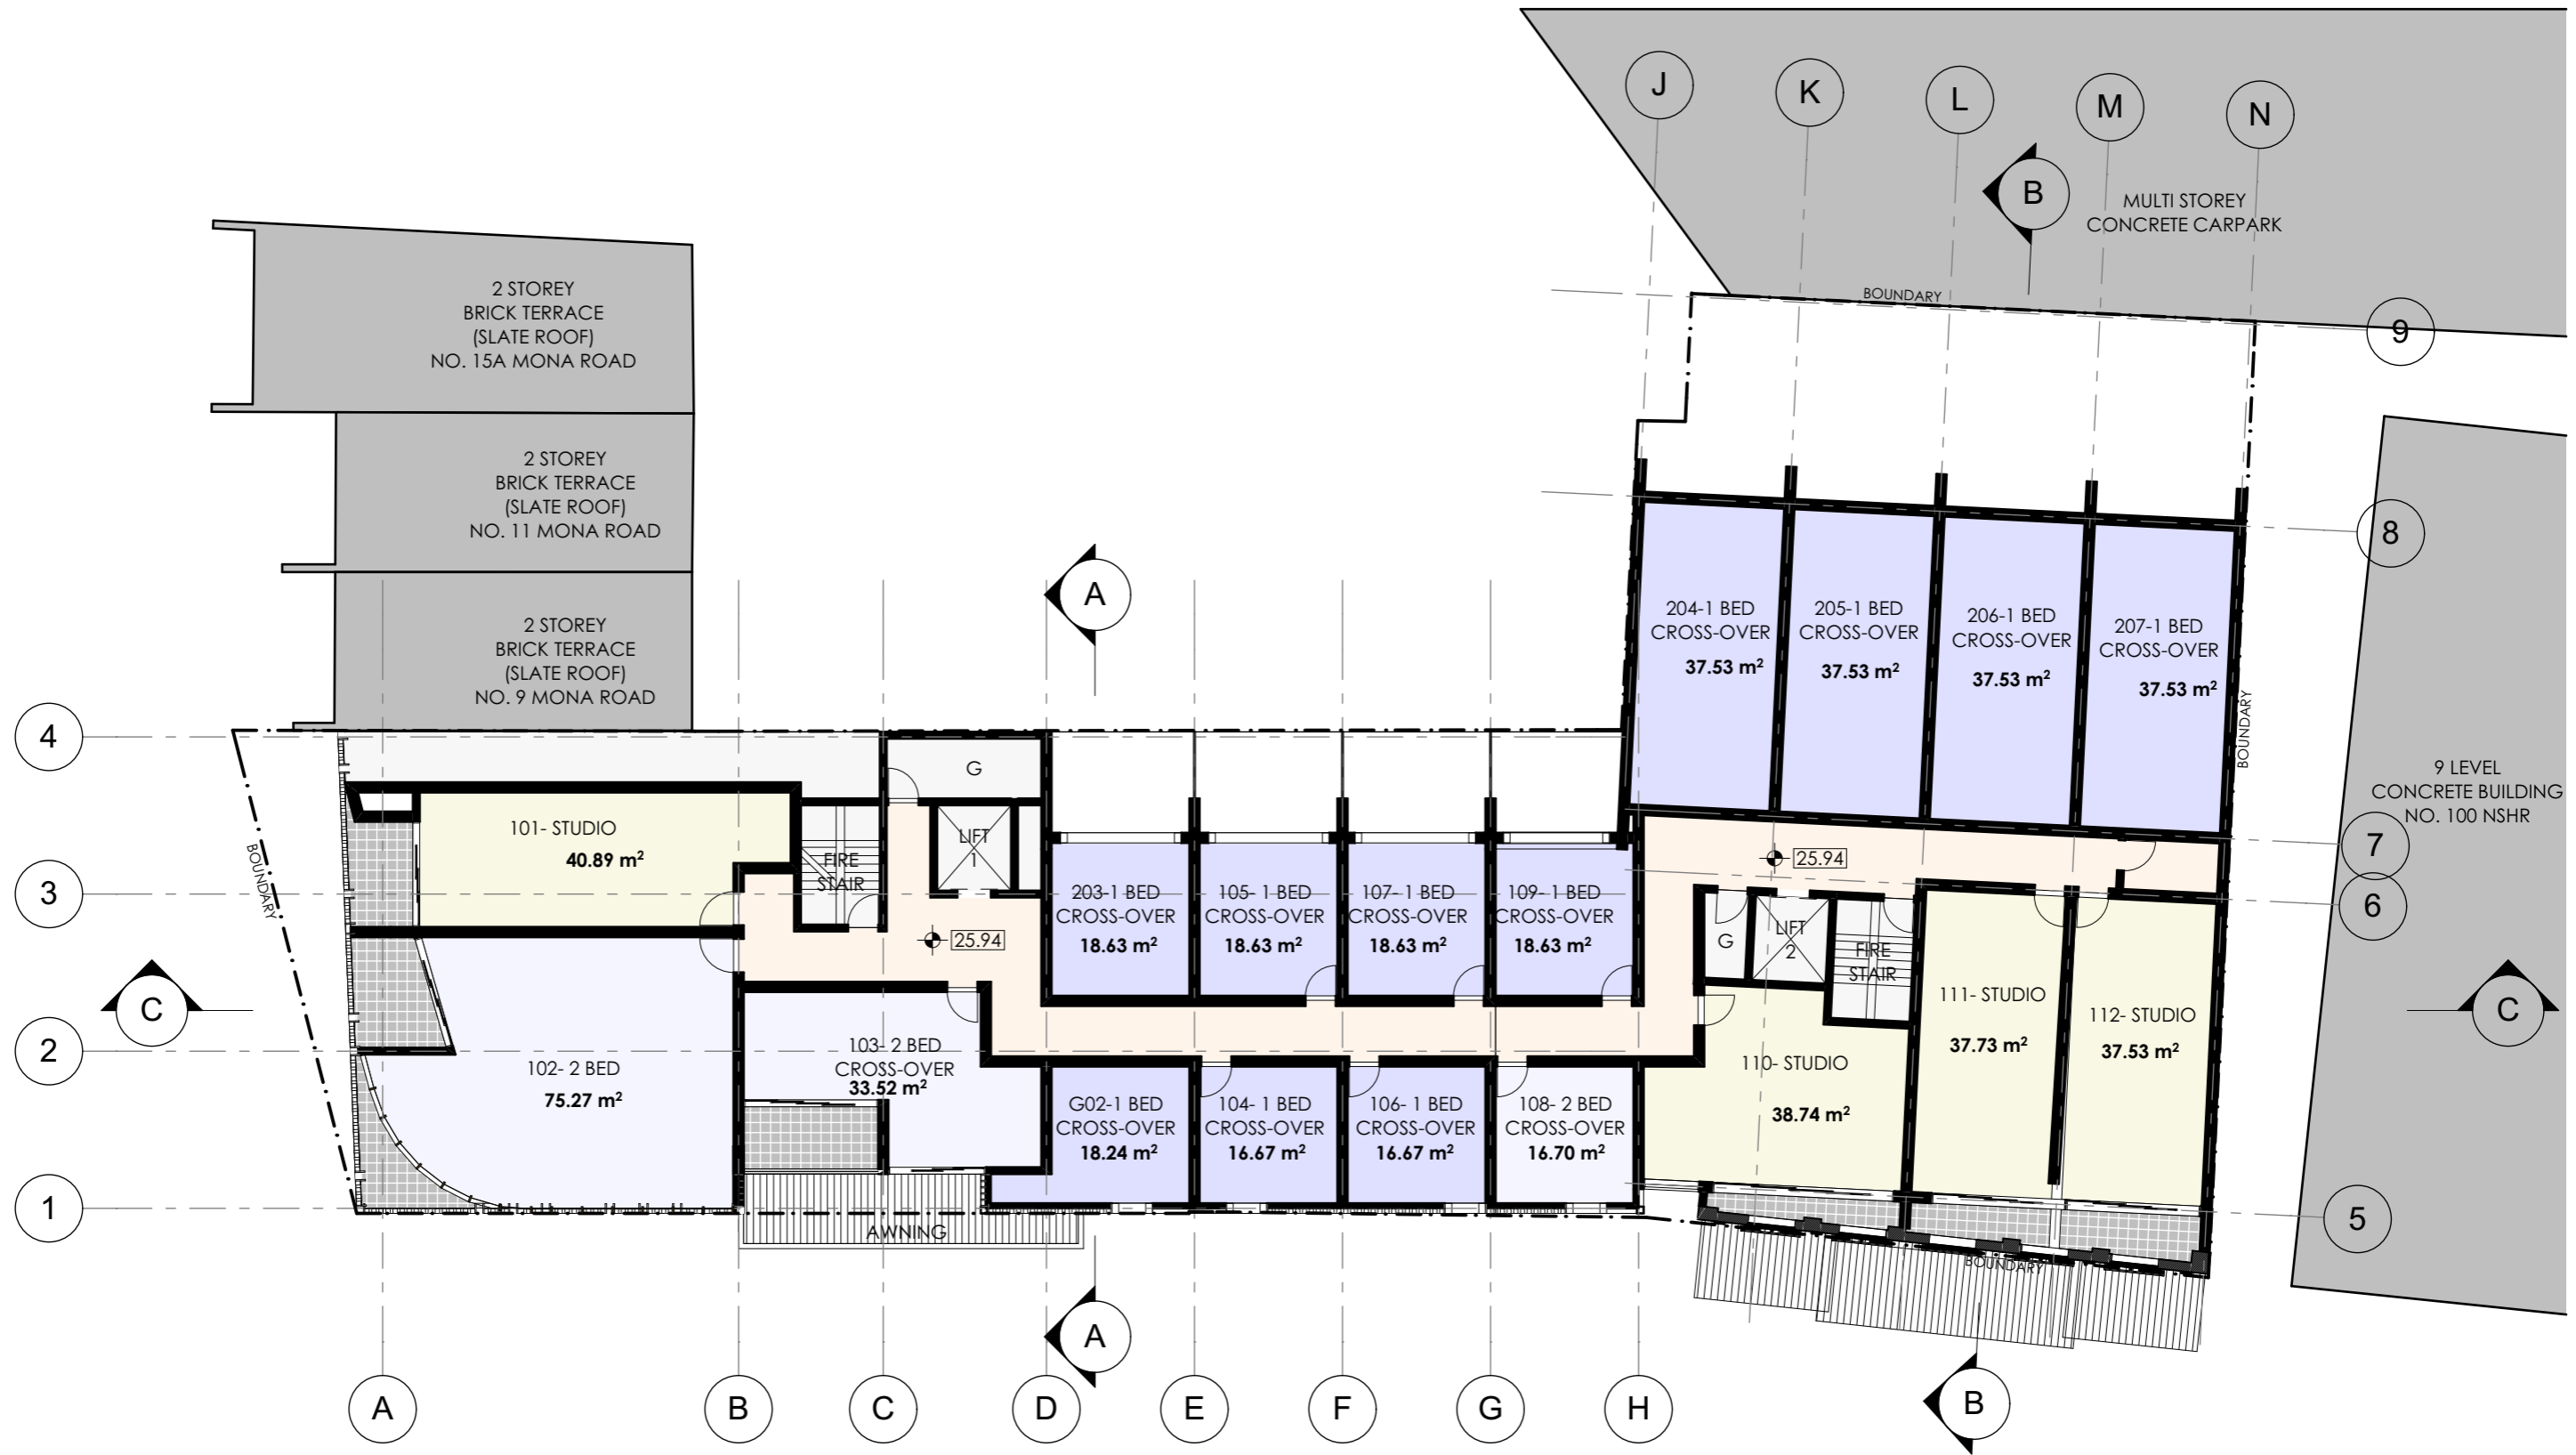 J
K
L
M
N
B
MULTI STOREY
CONCRETE CARPARK
BOUNDARY
9
2 STOREY
BRICK TERRACE
(SLATE ROOF)
NO. 15A MONA ROAD
2 STOREY
BRICK TERRACE
(SLATE ROOF)
NO. 11 MONA ROAD
8
A
2 STOREY
BRICK TERRACE
(SLATE ROOF)
NO. 9 MONA ROAD
204-1 BED
CROSS-OVER
37.53 m²
205-1 BED
CROSS-OVER
37.53 m²
206-1 BED
CROSS-OVER
37.53 m²
207-1 BED
CROSS-OVER
37.53 m²
BOUNDARY
9 LEVEL
CONCRETE BUILDING
NO. 100 NSHR
4
G
101- STUDIO
40.89 m²
LIFT
1
FIRE
STAIR
BOUNDARY
25.94
7
3
203-1 BED
CROSS-OVER
18.63 m²
105- 1 BED
CROSS-OVER
18.63 m²
107- 1 BED
CROSS-OVER
18.63 m²
109- 1 BED
CROSS-OVER
18.63 m²
6
25.94
G
LIFT
2
FIRE
STAIR
111- STUDIO
37.73 m²
112- STUDIO
37.53 m²
C
C
2
102- 2 BED
75.27 m²
103- 2 BED
CROSS-OVER
33.52 m²
110- STUDIO
38.74 m²
G02-1 BED
CROSS-OVER
18.24 m²
104- 1 BED
CROSS-OVER
16.67 m²
106- 1 BED
CROSS-OVER
16.67 m²
108- 2 BED
CROSS-OVER
16.70 m²
1
5
AWNING
BOUNDARY
A
B
A
B
C
D
E
F
G
H